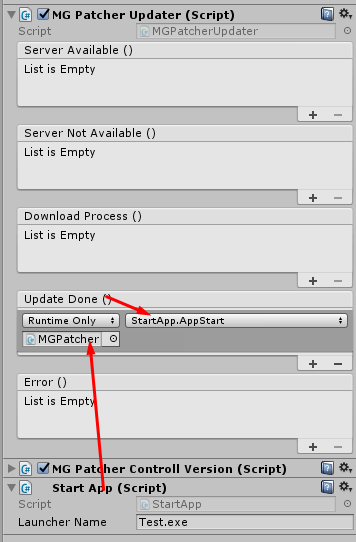 MG Patcher Updater (Script)
Script MGPatcherUpdater
Server Available ()
List is Empty
Server Not Available ()
List is Empty
Download Process ()
List is Empty
Update Done ()
Runtime Only StartApp.AppStart
MGPatcher
Error ()
List is Empty
MG Patcher Controll Version (Script)
Start App (Script)
Script StartApp
Launcher Name Test.exe